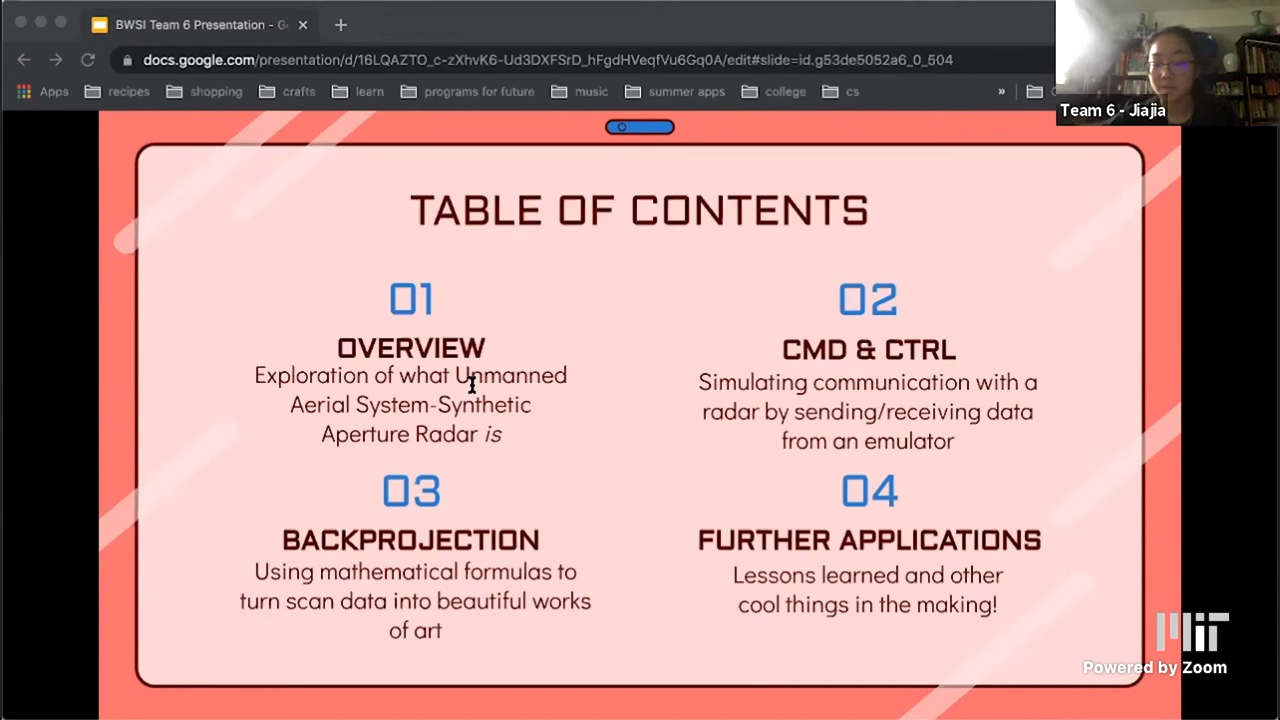 BWSI Team 6 Presentation - G
docs.google.com/presentation/d/16LQAZTO_c-zXhvK6-Ud3DXFSrD_hFgdHVeqfVu6Gq0A/edit#slide=id.g53de5052a6_0_504
Apps recipes shopping crafts learn programs for future music summer apps college cs »
Team 6 - Jiajia
TABLE OF CONTENTS
01
OVERVIEW
Exploration of what Unmanned
Aerial System-Synthetic
Aperture Radar is
02
CMD & CTRL
Simulating communication with a
radar by sending/receiving data
from an emulator
03
BACKPROJECTION
Using mathematical formulas to
turn scan data into beautiful works
of art
04
FURTHER APPLICATIONS
Lessons learned and other
cool things in the making!
MIT
Powered by Zoom